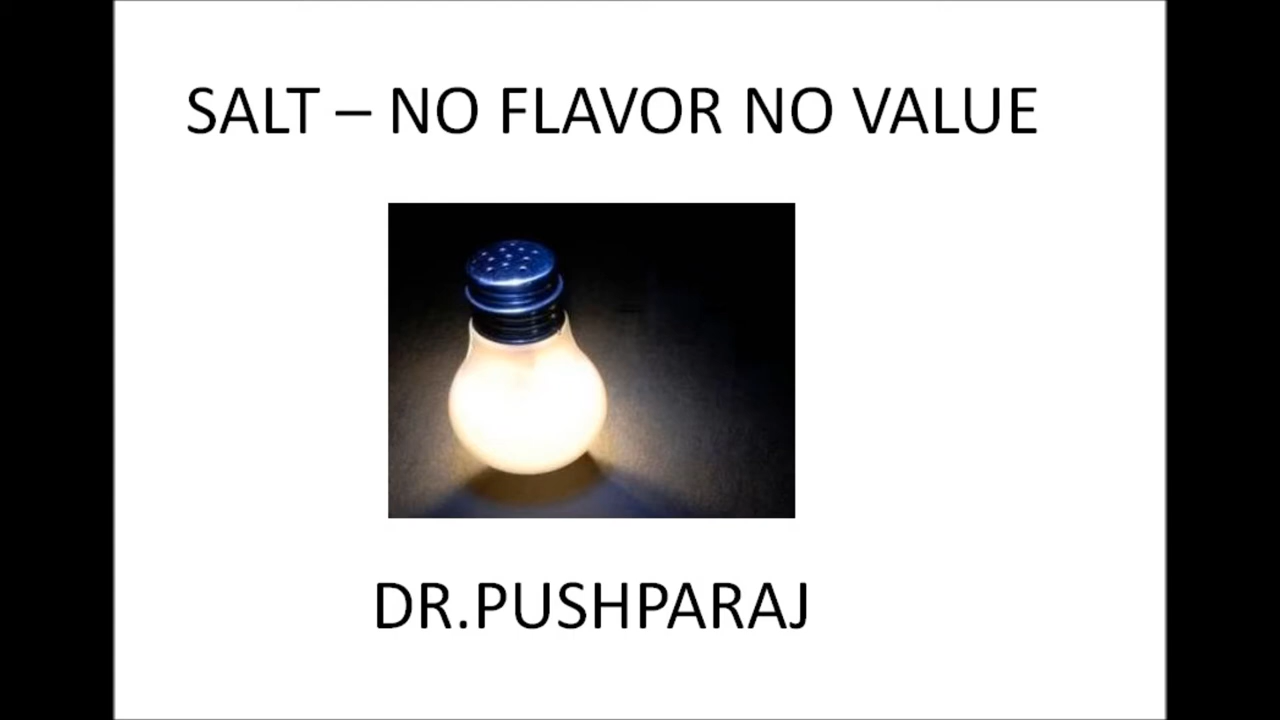 SALT – NO FLAVOR NO VALUE
DR.PUSHPARAJ